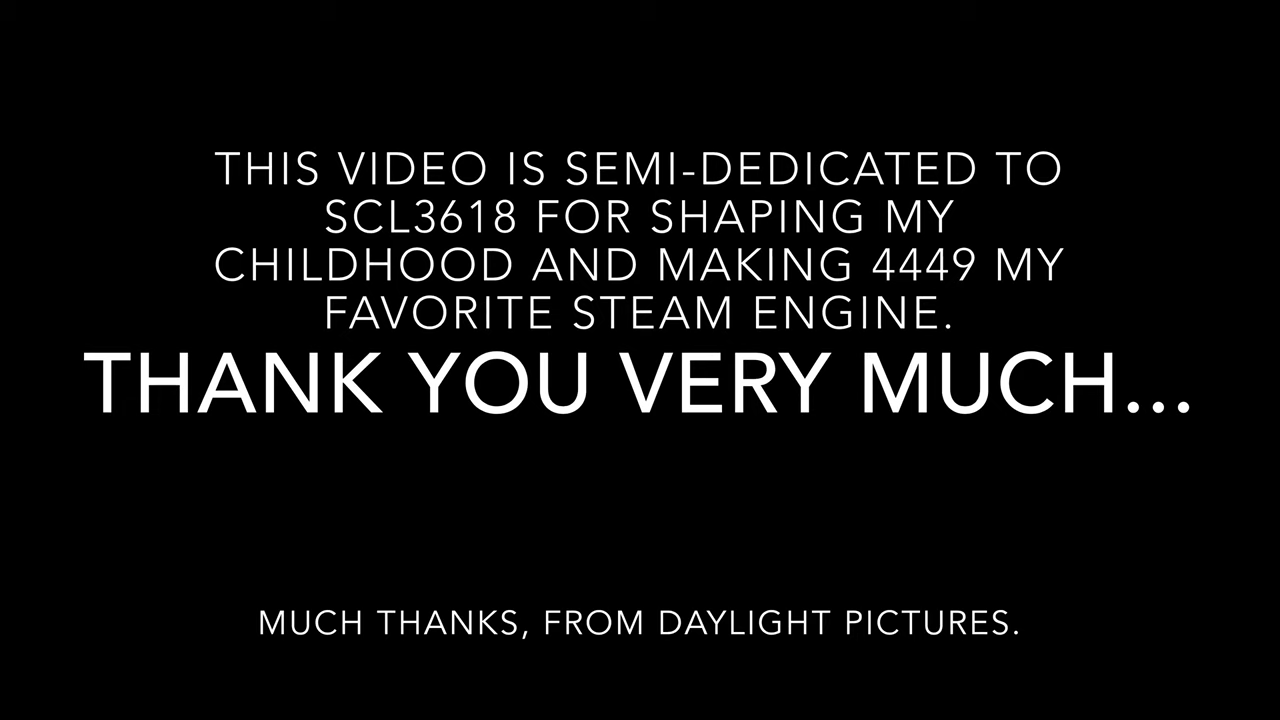 THIS VIDEO IS SEMI-DEDICATED TO
SCL3618 FOR SHAPING MY
CHILDHOOD AND MAKING 4449 MY
FAVORITE STEAM ENGINE.
THANK YOU VERY MUCH...
MUCH THANKS, FROM DAYLIGHT PICTURES.